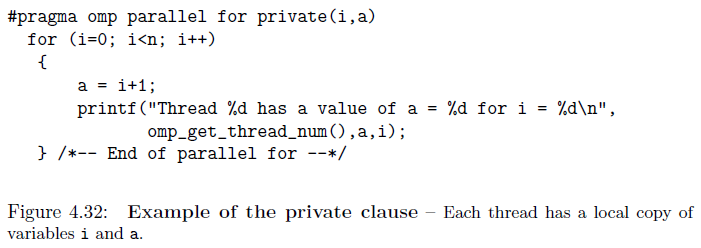 #pragma omp parallel for private(i,a)
for (i=0; i<n; i++)
{
a = i+1;
printf("Thread %d has a value of a = %d for i = %d\n",
omp_get_thread_num(),a,i);
} /*-- End of parallel for --*/
Figure 4.32: Example of the private clause – Each thread has a local copy of
variables i and a.